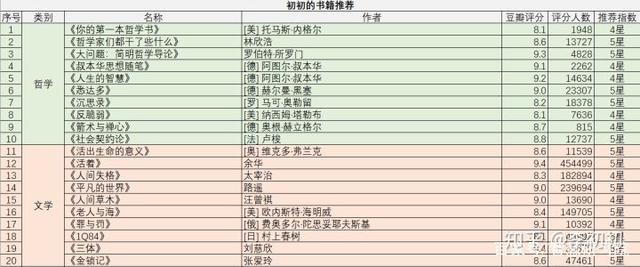 初初的书籍推荐
序号 类别 名称 作者 豆瓣评分 评分人数 推荐指数
1 《你的第一本哲学书》 [美] 托马斯·内格尔 8.1 1948 4星
2 《哲学家们都干了些什么》 林欣浩 8.6 13727 5星
3 《大问题：简明哲学导论》 罗伯特·所罗门 9.3 4828 5星
4 《叔本华思想随笔》 [德] 阿图尔·叔本华 9.1 2262 4星
5 《人生的智慧》 [德] 阿图尔·叔本华 9.2 14634 4星
哲学
6 《悉达多》 [德] 赫尔曼·黑塞 9.0 23307 5星
7 《沉思录》 [罗] 马可·奥勒留 8.2 18378 5星
8 《反脆弱》 [美] 纳西姆·塔勒布 8.1 7636 4星
9 《箭术与禅心》 [德] 奥根·赫立格尔 8.7 815 4星
10 《社会契约论》 [法] 卢梭 8.8 12737 5星
11 《活出生命的意义》 [奥] 维克多·弗兰克 8.6 11539 5星
12 《活着》 余华 9.4 454499 5星
13 《人间失格》 太宰治 8.3 182894 4星
14 《平凡的世界》 路遥 9.0 239694 5星
15 《人间草木》 汪曾祺 9.0 13690 4星
文学
16 《老人与海》 [美] 欧内斯特·海明威 8.4 149705 5星
17 《罪与罚》 [俄] 费奥多尔·陀思妥耶夫斯基 9.1 10392 4星
18 《1Q84》 [日] 村上春树
19 《三体》 刘慈欣
20 《金锁记》 张爱玲 8.6 47461 5星
知乎